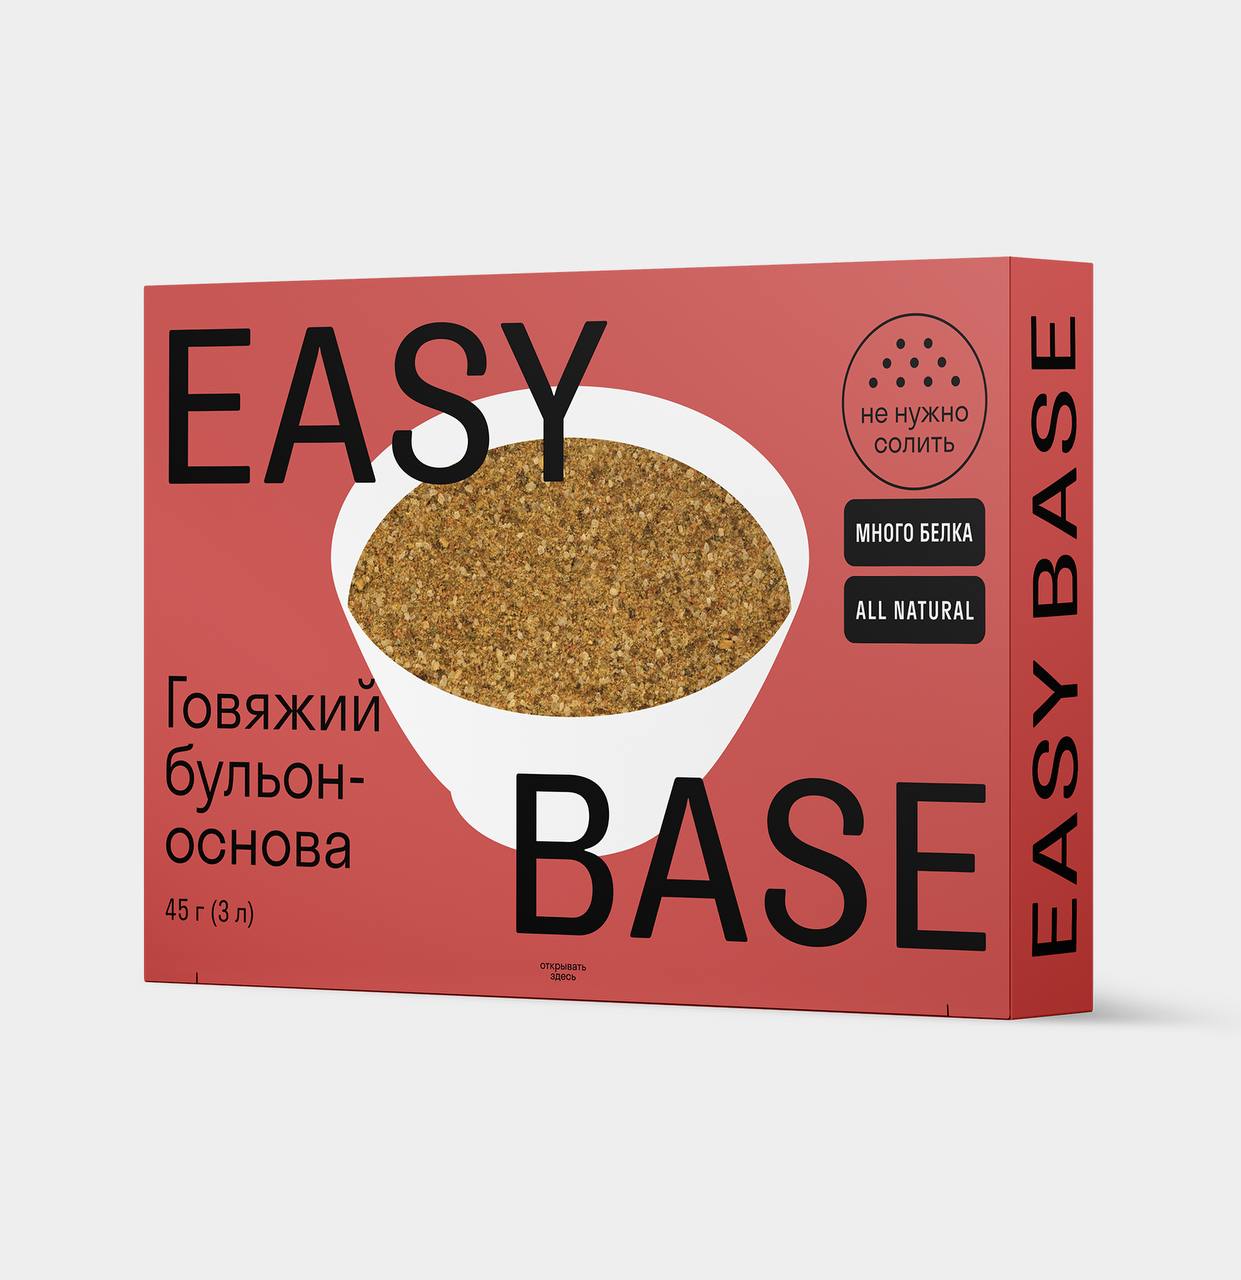 EASY
не нужно
солить
МНОГО БЕЛКА
ALL NATURAL
Говяжий
бульон-
основа
45 г (3 л)
BASE
открывать
здесь
EASY BASE